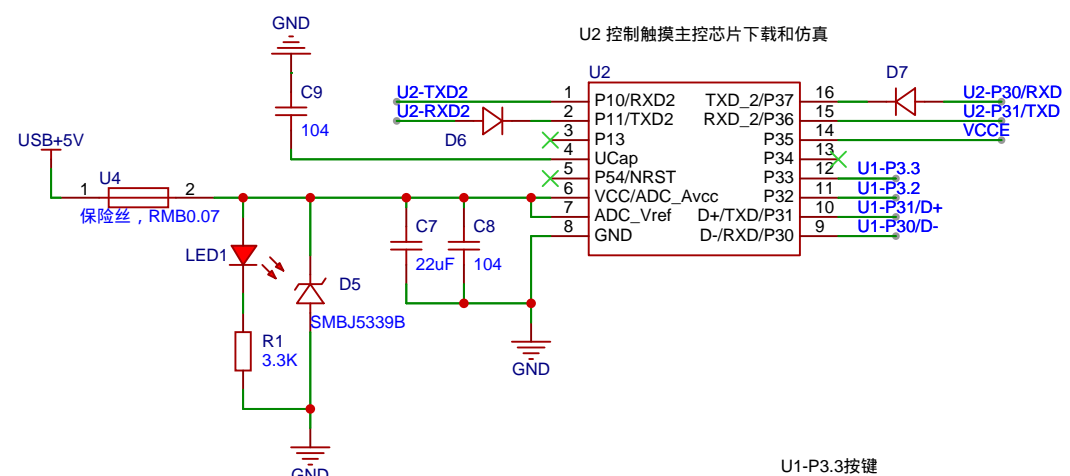 GND
U2 控制触摸主控芯片下载和仿真
U2
D7
C9
104
U2-TXD2
U2-RXD2
D6
1
2
3
4
5
6
7
8
P10/RXD2
P11/TXD2
P13
UCap
P54/NRST
VCC/ADC_Avcc
ADC_Vref
GND
TXD_2/P37
RXD_2/P36
P35
P34
P33
P32
D+/TXD/P31
D-/RXD/P30
16
15
14
13
12
11
10
9
U2-P30/RXD
U2-P31/TXD
VCCE
U1-P3.3
U1-P3.2
U1-P31/D+
U1-P30/D-
USB+5V
1
U4
2
保险丝，RMB0.07
LED1
D5
SMBJ5339B
C7
22uF
C8
104
R1
3.3K
GND
GND
U1-P3.3按键